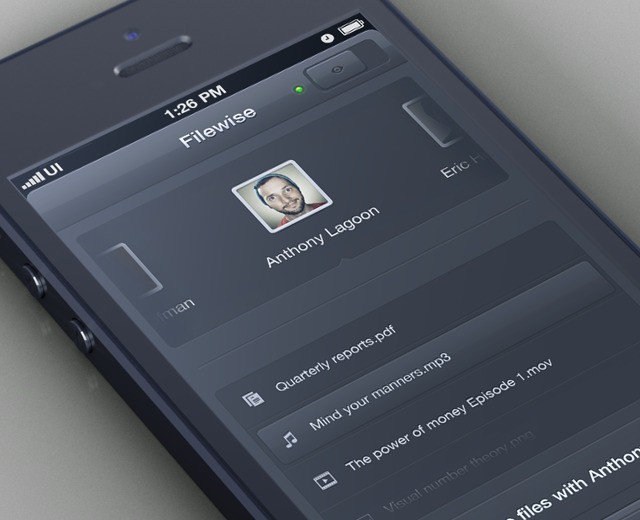 UI
1:26 PM
Filewise
Anthony Lagoon
Eric H
man
Quarterly reports.pdf
Mind your manners.mp3
The power of money Episode 1.mov
Visual number theory.png
files with Anthon